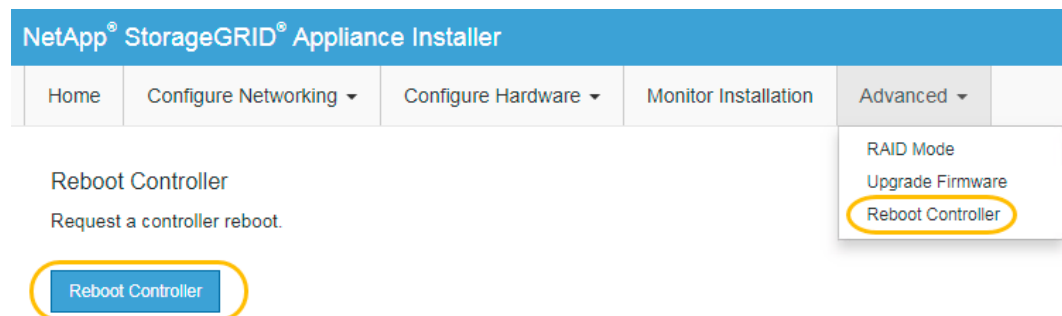 NetApp® StorageGRID® Appliance Installer
Home Configure Networking Configure Hardware Monitor Installation Advanced
RAID Mode
Upgrade Firmware
Reboot Controller
Reboot Controller
Request a controller reboot.
Reboot Controller